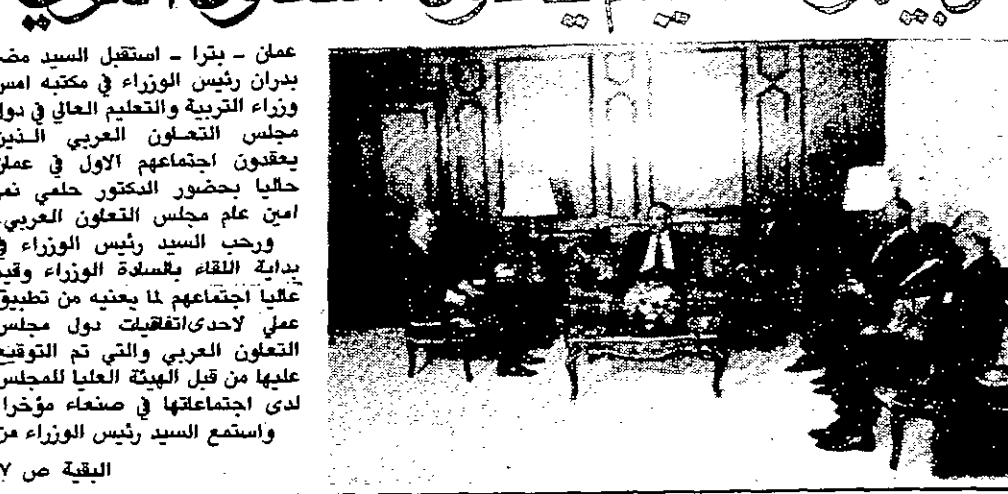 عمان - بترا - استقبل السيد مضر
بدران رئيس الوزراء في مكتبه امس
وزراء التربية والتعليم العالي في دول
مجلس التعاون العربي الذين
يعقدون اجتماعهم الاول في عمان
حاليا بحضور الدكتور حلمي نمر
امين عام مجلس التعاون العربي.
ورحب السيد رئيس الوزراء في
بداية اللقاء بالسادة الوزراء وقيم
عاليا اجتماعهم لما يعنيه من تطبيق
عملي لاحدى اتفاقيات دول مجلس
التعاون العربي والتي تم التوقيع
عليها من قبل الهيئة العليا للمجلس
لدى اجتماعاتها في صنعاء مؤخرا
واستمع السيد رئيس الوزراء من
البقية ص ٧